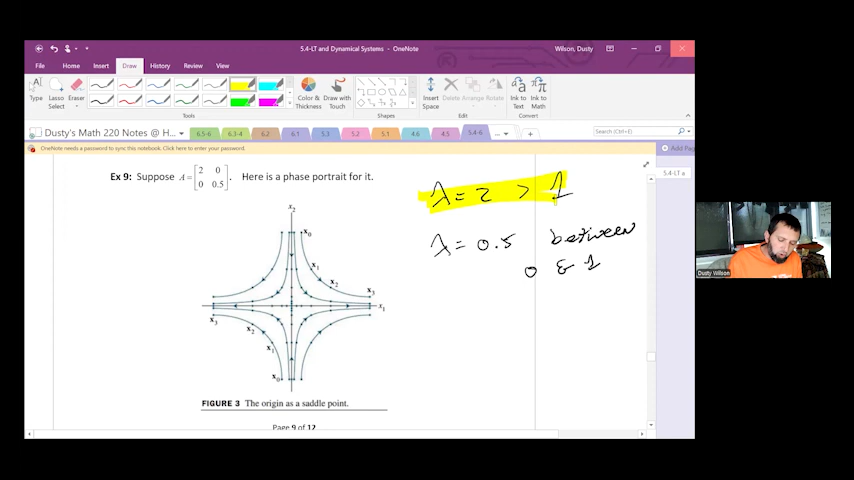 5.4-LT and Dynamical Systems - OneNote
Wilson, Dusty
File Home Insert Draw History Review View
Type
Lasso Select
Eraser
Color & Thickness
Draw with Touch
Insert Space
Delete
Arrange
Rotate
Ink to Text
Ink to Math
Tools
Shapes
Edit
Convert
Dusty's Math 220 Notes @ H...
6.5-6 6.3-4 6.2 6.1 5.3 5.2 5.1 4.6 4.5 5.4-6 ... +
Search (Ctrl+E)
OneNote needs a password to sync this notebook. Click here to enter your password.
Add Page
5.4-LT a
Ex 9: Suppose A = [2 0
0 0.5]. Here is a phase portrait for it.
λ = 2 > 1
λ = 0.5 between
0 & 1
x2
x0
x1
x2
x3
x1
x3
x2
x1
x0
FIGURE 3 The origin as a saddle point.
Page 9 of 12
Dusty Wilson